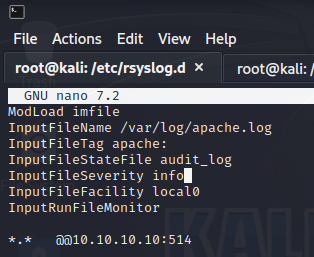 File Actions Edit View Help
root@kali: /etc/rsyslog.d × root@kali:
GNU nano 7.2
ModLoad imfile
InputFileName /var/log/apache.log
InputFileTag apache:
InputFileStateFile audit_log
InputFileSeverity info
InputFileFacility local0
InputRunFileMonitor
*.* @@10.10.10.10:514